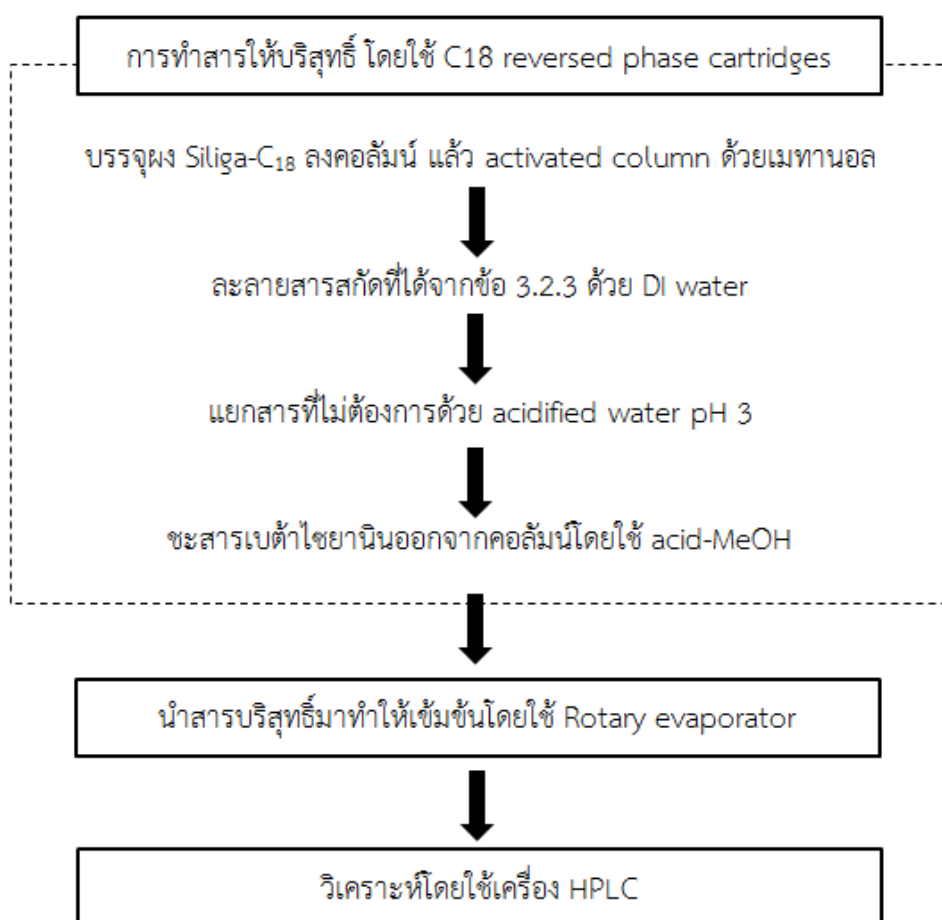 การทำสารให้บริสุทธิ์ โดยใช้ C18 reversed phase cartridges
บรรจุผง Siliga-C₁₈ ลงคอลัมน์ แล้ว activated column ด้วยเมทานอล
ละลายสารสกัดที่ได้จากข้อ 3.2.3 ด้วย DI water
แยกสารที่ไม่ต้องการด้วย acidified water pH 3
ชะสารเบต้าไซยานินออกจากคอลัมน์โดยใช้ acid-MeOH
นำสารบริสุทธิ์มาทำให้เข้มข้นโดยใช้ Rotary evaporator
วิเคราะห์โดยใช้เครื่อง HPLC